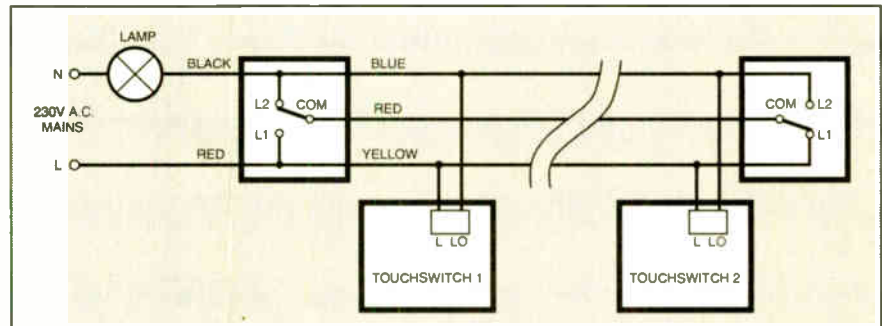 LAMP
N
BLACK
BLUE
L2
COM
RED
COM
L2
230V A.C.
MAINS
L1
L1
L
RED
YELLOW
L LO
L LO
TOUCHSWITCH 1
TOUCHSWITCH 2